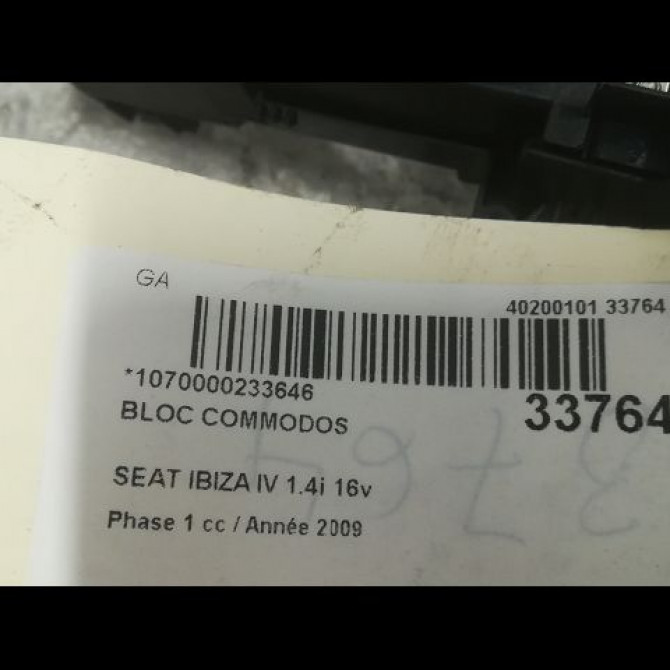 GA
40200101 33764
*1070000233646
33764
BLOC COMMODOS
SEAT IBIZA IV 1.4i 16v
Phase 1 cc / Année 2009